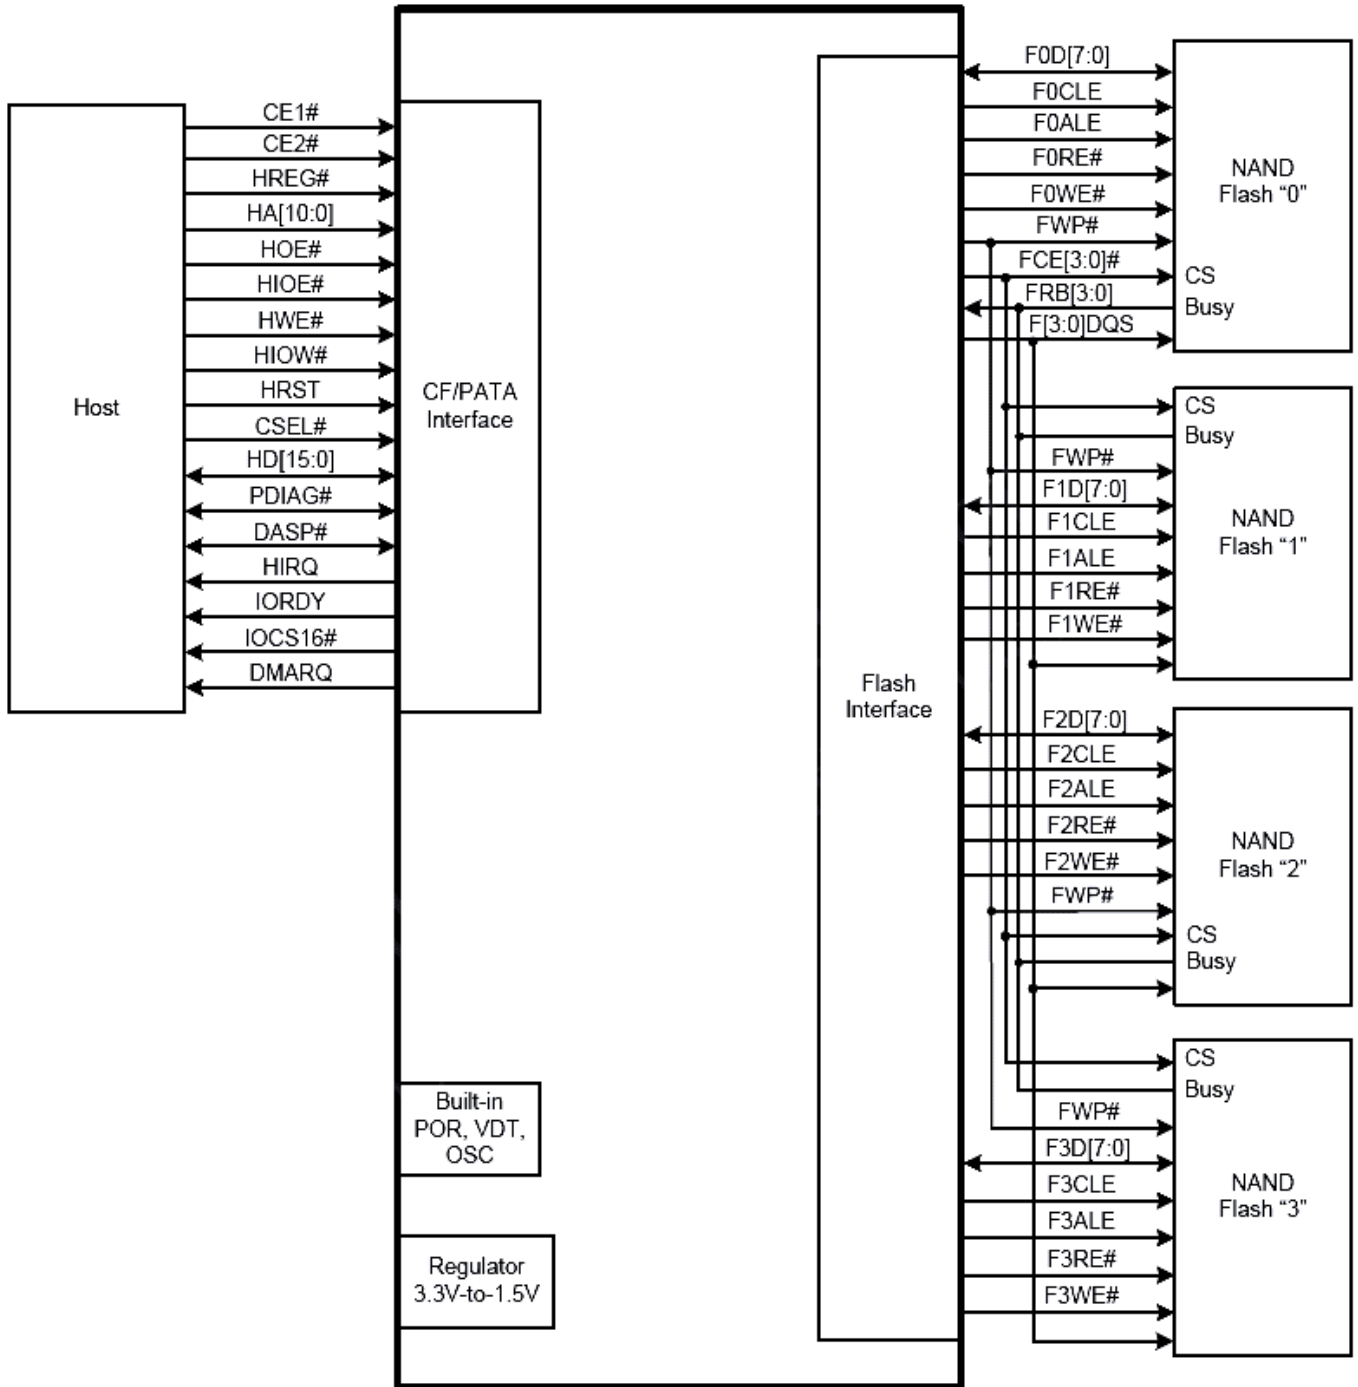 Host
CE1#
CE2#
HREG#
HA[10:0]
HOE#
HIOE#
HWE#
HIOW#
HRST
CSEL#
HD[15:0]
PDIAG#
DASP#
HIRQ
IORDY
IOCS16#
DMARQ
CF/PATA
Interface
Built-in
POR, VDT,
OSC
Regulator
3.3V-to-1.5V
Flash
Interface
F0D[7:0]
F0CLE
F0ALE
F0RE#
F0WE#
FWP#
FCE[3:0]#
FRB[3:0]
F[3:0]DQS
NAND
Flash “0”
CS
Busy
CS
Busy
FWP#
F1D[7:0]
F1CLE
F1ALE
F1RE#
F1WE#
NAND
Flash “1”
F2D[7:0]
F2CLE
F2ALE
F2RE#
F2WE#
FWP#
NAND
Flash “2”
CS
Busy
CS
Busy
FWP#
F3D[7:0]
F3CLE
F3ALE
F3RE#
F3WE#
NAND
Flash “3”